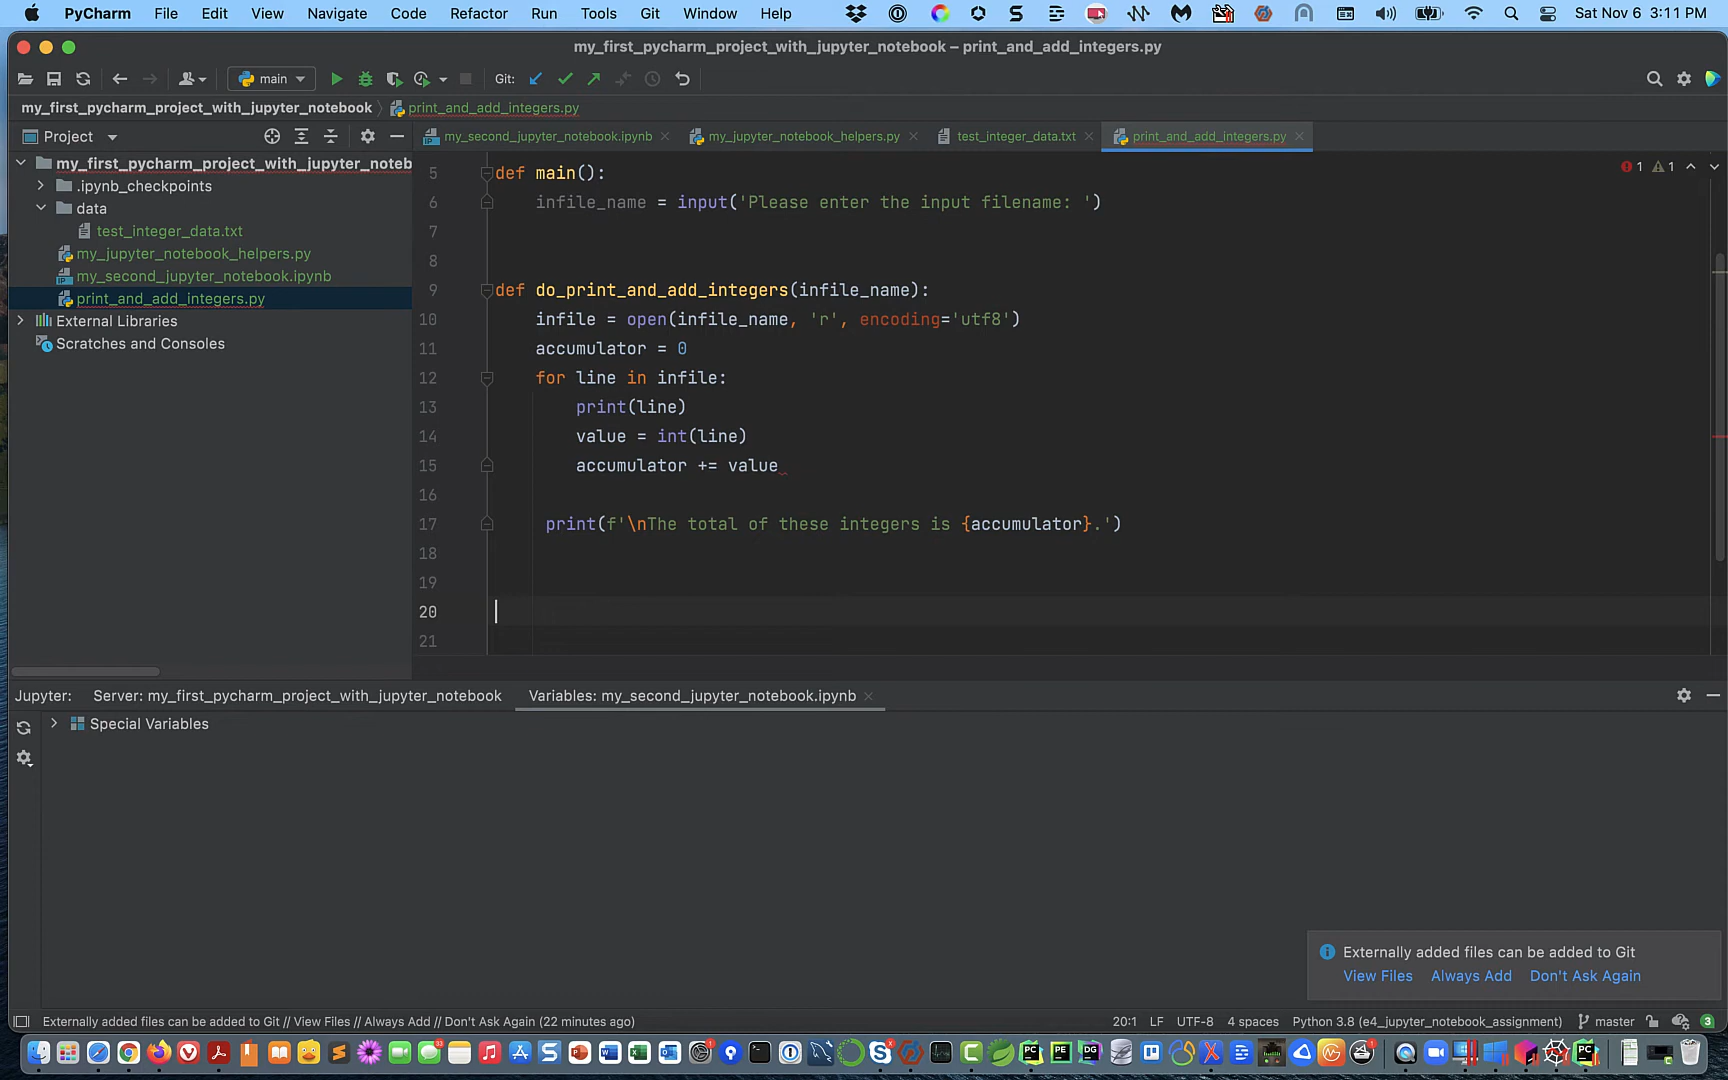 PyCharm File Edit View Navigate Code Refactor Run Tools Git Window Help Sat Nov 6 3:11 PM
my_first_pycharm_project_with_jupyter_notebook – print_and_add_integers.py
main Git:
my_first_pycharm_project_with_jupyter_notebook print_and_add_integers.py
Project my_second_jupyter_notebook.ipynb my_jupyter_notebook_helpers.py test_integer_data.txt print_and_add_integers.py
my_first_pycharm_project_with_jupyter_noteb
.ipynb_checkpoints
data
test_integer_data.txt
my_jupyter_notebook_helpers.py
my_second_jupyter_notebook.ipynb
print_and_add_integers.py
External Libraries
Scratches and Consoles
1 1
5 def main():
6 infile_name = input('Please enter the input filename: ')
7
8
9 def do_print_and_add_integers(infile_name):
10 infile = open(infile_name, 'r', encoding='utf8')
11 accumulator = 0
12 for line in infile:
13 print(line)
14 value = int(line)
15 accumulator += value
16
17 print(f'\nThe total of these integers is {accumulator}.')
18
19
20
21
Jupyter: Server: my_first_pycharm_project_with_jupyter_notebook Variables: my_second_jupyter_notebook.ipynb
Special Variables
Externally added files can be added to Git
View Files Always Add Don't Ask Again
Externally added files can be added to Git // View Files // Always Add // Don't Ask Again (22 minutes ago) 20:1 LF UTF-8 4 spaces Python 3.8 (e4_jupyter_notebook_assignment) master 3